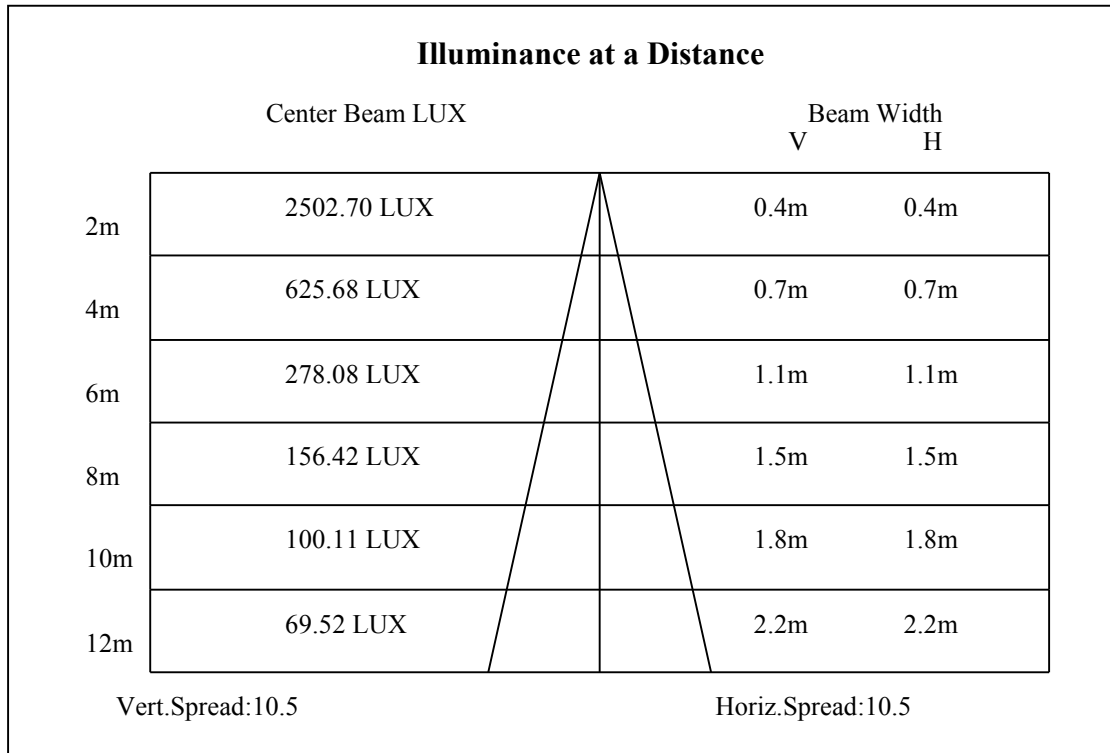 Illuminance at a Distance
Center Beam LUX Beam Width
V H
2m 2502.70 LUX 0.4m 0.4m
4m 625.68 LUX 0.7m 0.7m
6m 278.08 LUX 1.1m 1.1m
8m 156.42 LUX 1.5m 1.5m
10m 100.11 LUX 1.8m 1.8m
12m 69.52 LUX 2.2m 2.2m
Vert.Spread:10.5 Horiz.Spread:10.5